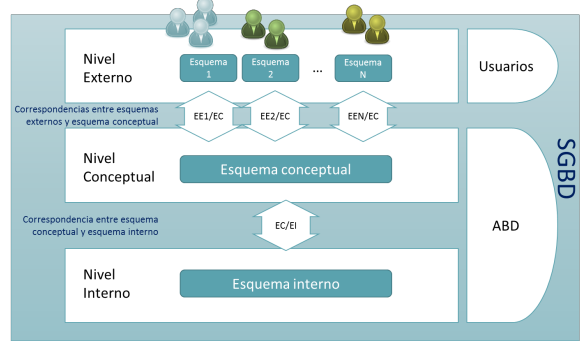 Nivel
Externo
Esquema
1
Esquema
2
...
Esquema
N
Usuarios
Correspondencias entre esquemas
externos y esquema conceptual
EE1/EC
EE2/EC
EEN/EC
Nivel
Conceptual
Esquema conceptual
SGBD
Correspondencia entre esquema
conceptual y esquema interno
EC/EI
ABD
Nivel
Interno
Esquema interno